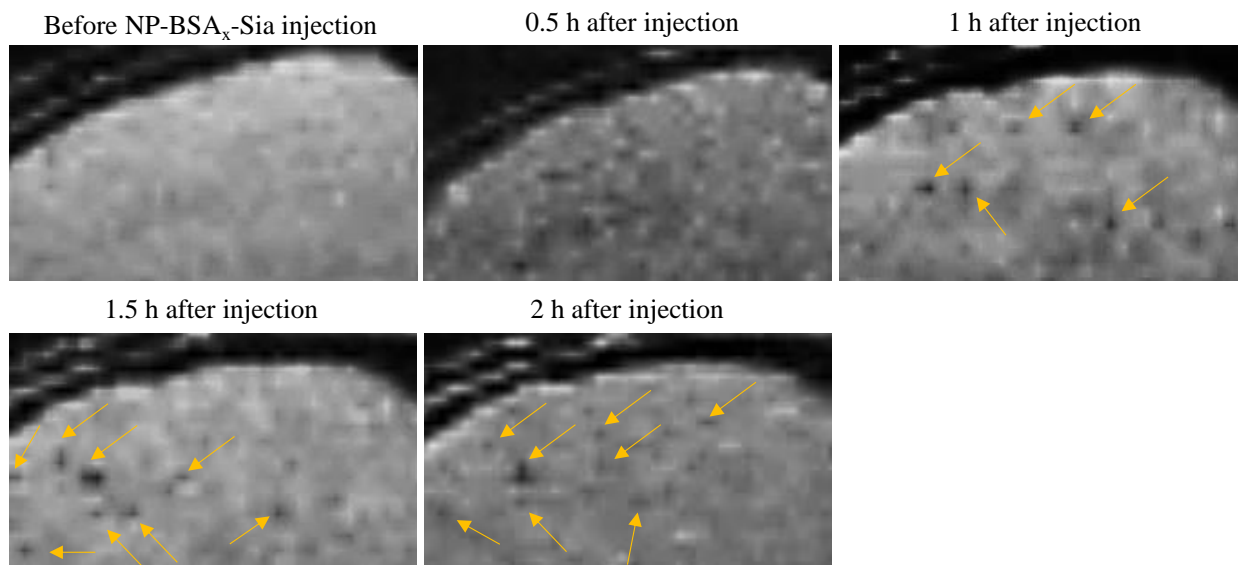 Before NP-BSAx-Sia injection
0.5 h after injection
1 h after injection
1.5 h after injection
2 h after injection